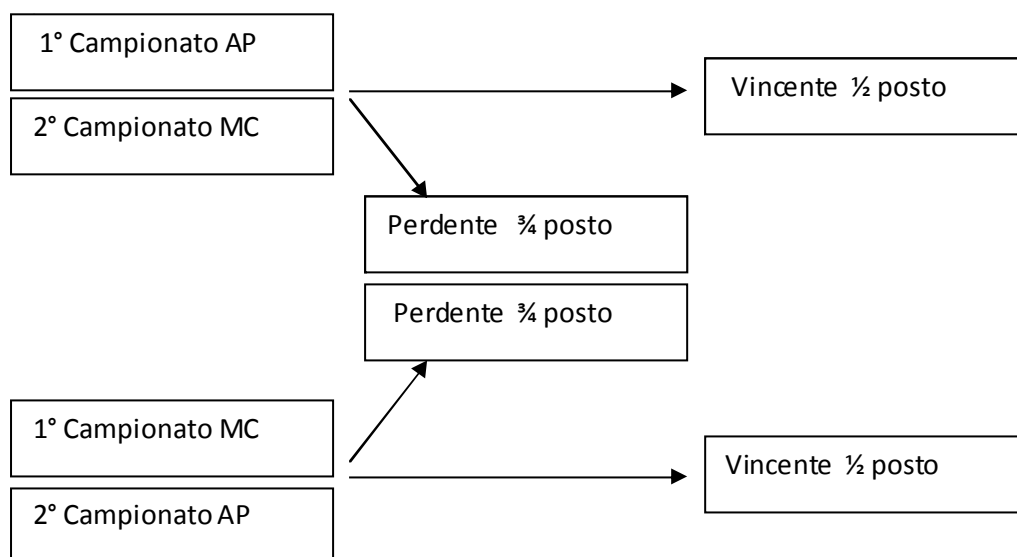 1° Campionato AP
Vincente ½ posto
2° Campionato MC
Perdente ¾ posto
Perdente ¾ posto
1° Campionato MC
Vincente ½ posto
2° Campionato AP